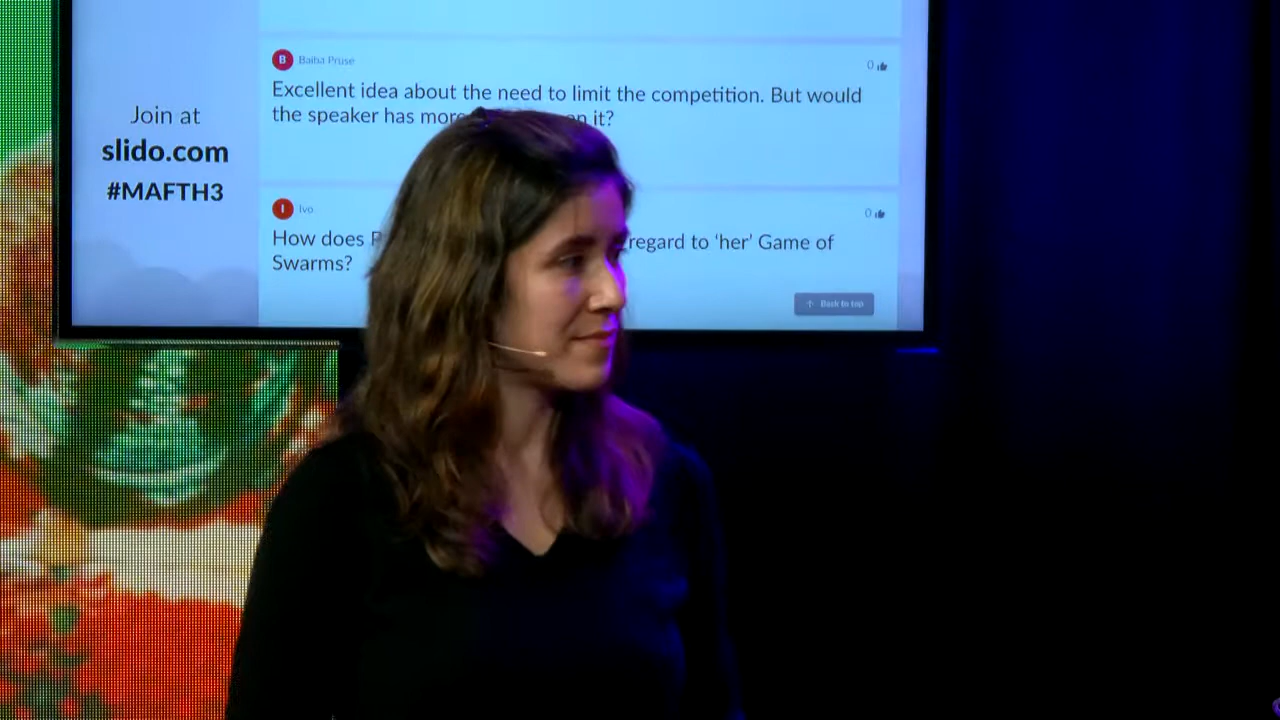 Join at
slido.com
#MAFTH3
B Baiba Pruse
0
Excellent idea about the need to limit the competition. But would
the speaker has more on it?
I Ivo
0
How does regard to ‘her’ Game of
Swarms?
Back to top